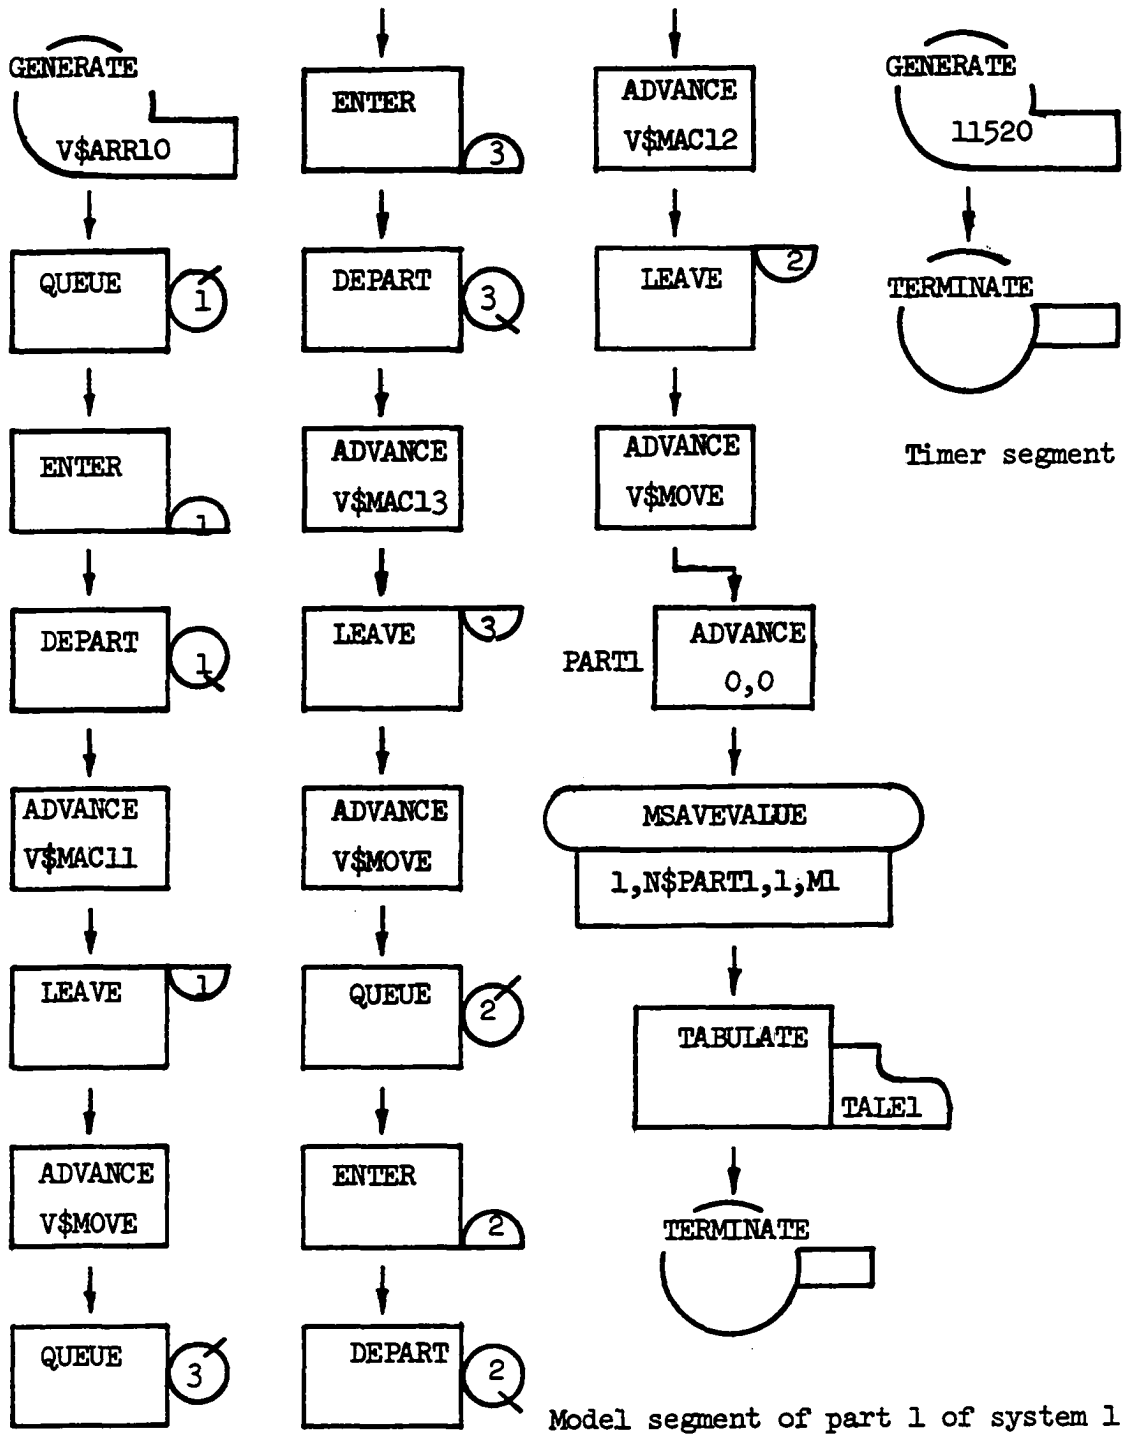 GENERATE
V$ARR10
QUEUE
1
ENTER
1
DEPART
1
ADVANCE
V$MAC11
LEAVE
1
ADVANCE
V$MOVE
QUEUE
3
ENTER
3
DEPART
3
ADVANCE
V$MAC13
LEAVE
3
ADVANCE
V$MOVE
QUEUE
2
ENTER
2
DEPART
2
ADVANCE
V$MAC12
LEAVE
2
ADVANCE
V$MOVE
PART1
ADVANCE
0,0
MSAVEVALUE
1,N$PART1,1,M1
TABULATE
TALE1
TERMINATE
GENERATE
11520
TERMINATE
Timer segment
Model segment of part 1 of system 1